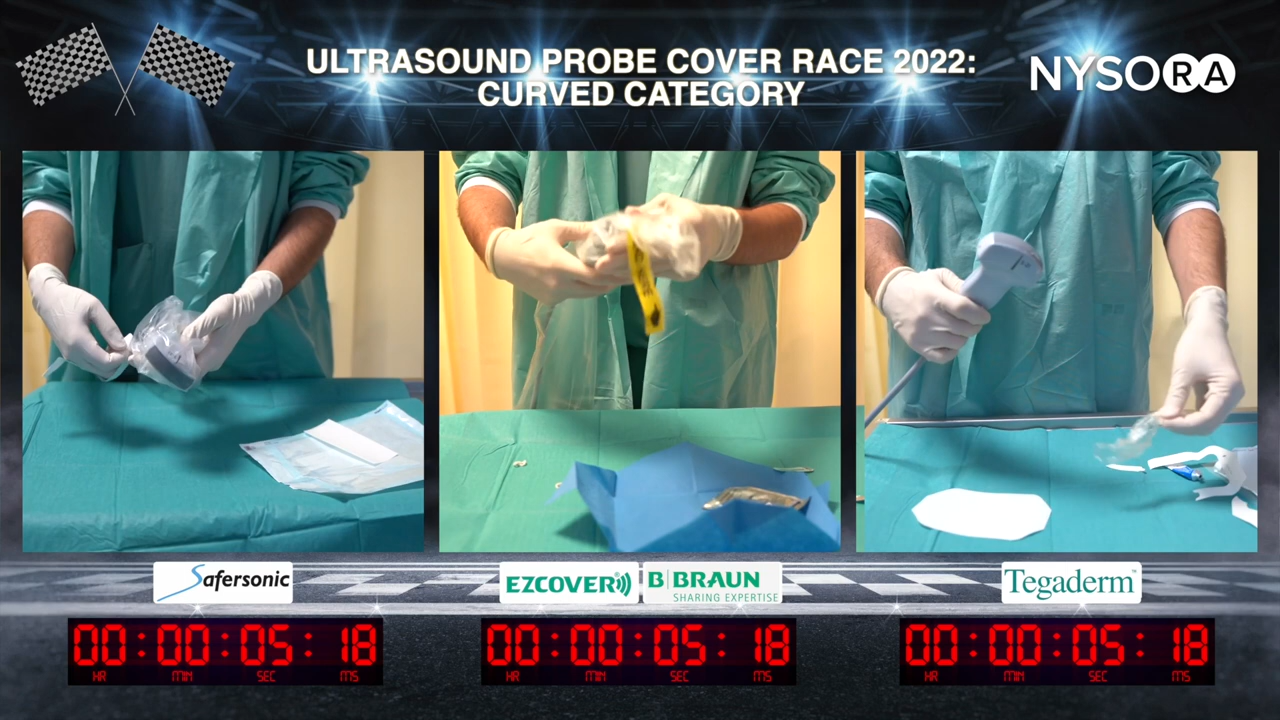 ULTRASOUND PROBE COVER RACE 2022:
CURVED CATEGORY
NYSORA
Safersonic
EZCOVER
B|BRAUN
SHARING EXPERTISE
Tegaderm™
00:00:05:18
HR MIN SEC MS
00:00:05:18
HR MIN SEC MS
00:00:05:18
HR MIN SEC MS